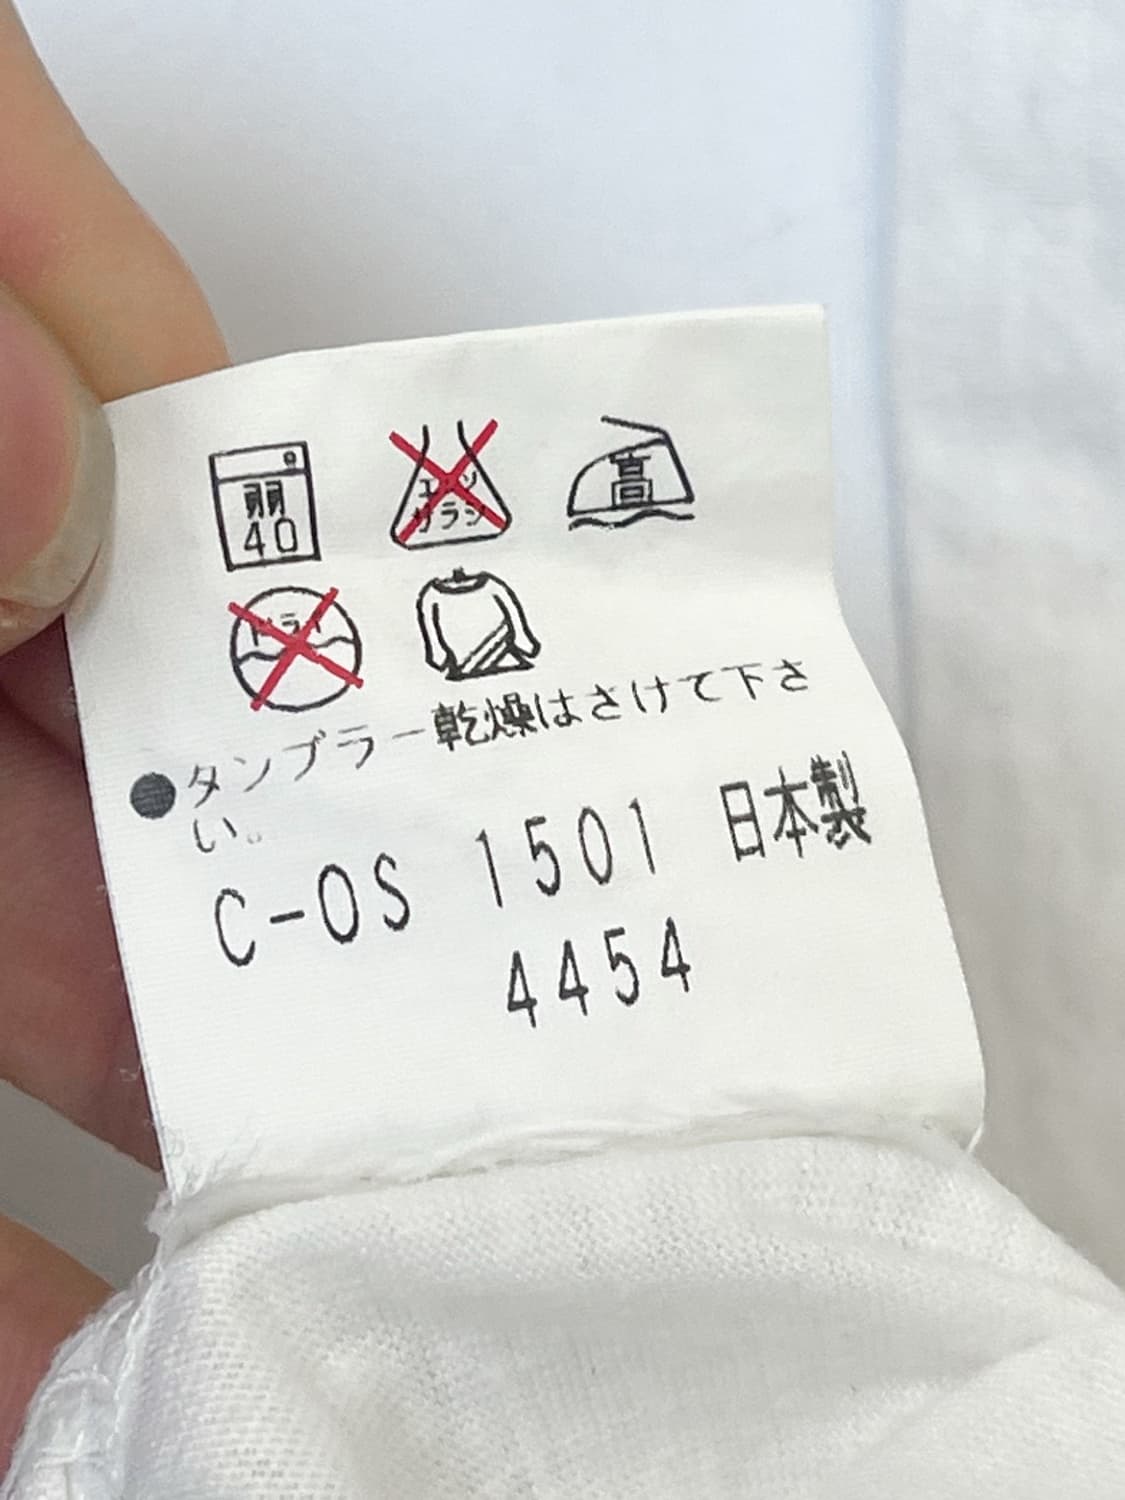 弱
40
エンソ
サラシ
高
ドライ
●タンブラー乾燥はさけて下さ
い。
C-OS 1501 日本製
4454